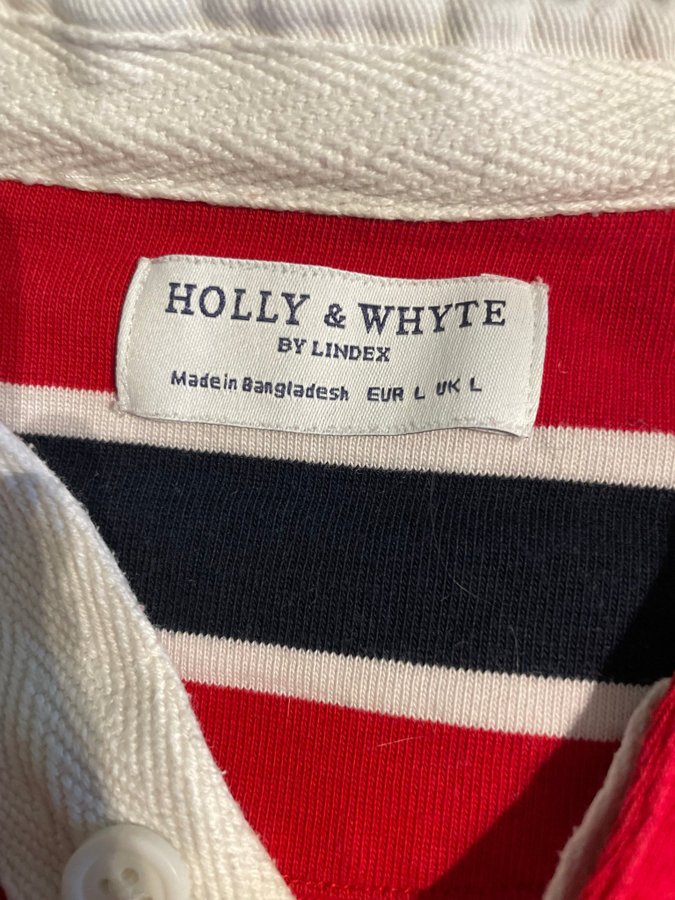 HOLLY & WHYTE
BY LINDEX
Made in Bangladesh EUR L UK L